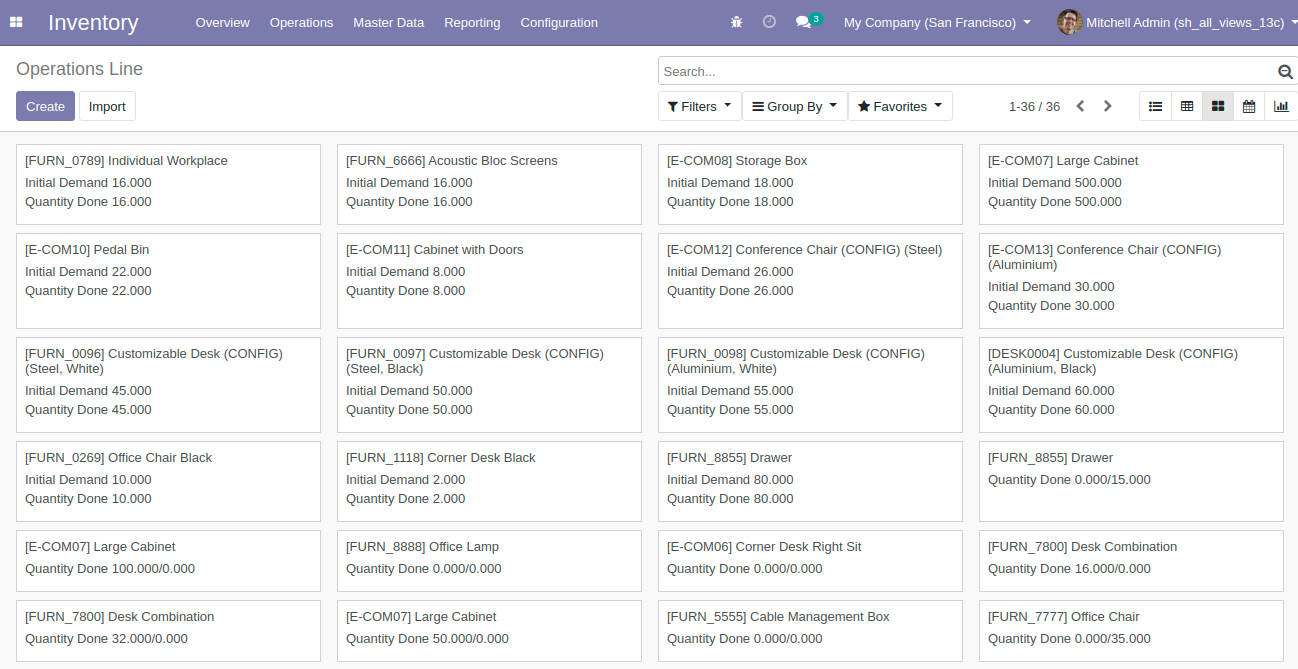 Inventory Overview Operations Master Data Reporting Configuration 3 My Company (San Francisco) Mitchell Admin (sh_all_views_13c)
Operations Line
Search...
Create Import Filters Group By Favorites 1-36 / 36
[FURN_0789] Individual Workplace
Initial Demand 16.000
Quantity Done 16.000
[FURN_6666] Acoustic Bloc Screens
Initial Demand 16.000
Quantity Done 16.000
[E-COM08] Storage Box
Initial Demand 18.000
Quantity Done 18.000
[E-COM07] Large Cabinet
Initial Demand 500.000
Quantity Done 500.000
[E-COM10] Pedal Bin
Initial Demand 22.000
Quantity Done 22.000
[E-COM11] Cabinet with Doors
Initial Demand 8.000
Quantity Done 8.000
[E-COM12] Conference Chair (CONFIG) (Steel)
Initial Demand 26.000
Quantity Done 26.000
[E-COM13] Conference Chair (CONFIG)
(Aluminium)
Initial Demand 30.000
Quantity Done 30.000
[FURN_0096] Customizable Desk (CONFIG)
(Steel, White)
Initial Demand 45.000
Quantity Done 45.000
[FURN_0097] Customizable Desk (CONFIG)
(Steel, Black)
Initial Demand 50.000
Quantity Done 50.000
[FURN_0098] Customizable Desk (CONFIG)
(Aluminium, White)
Initial Demand 55.000
Quantity Done 55.000
[DESK0004] Customizable Desk (CONFIG)
(Aluminium, Black)
Initial Demand 60.000
Quantity Done 60.000
[FURN_0269] Office Chair Black
Initial Demand 10.000
Quantity Done 10.000
[FURN_1118] Corner Desk Black
Initial Demand 2.000
Quantity Done 2.000
[FURN_8855] Drawer
Initial Demand 80.000
Quantity Done 80.000
[FURN_8855] Drawer
Quantity Done 0.000/15.000
[E-COM07] Large Cabinet
Quantity Done 100.000/0.000
[FURN_8888] Office Lamp
Quantity Done 0.000/0.000
[E-COM06] Corner Desk Right Sit
Quantity Done 0.000/0.000
[FURN_7800] Desk Combination
Quantity Done 16.000/0.000
[FURN_7800] Desk Combination
Quantity Done 32.000/0.000
[E-COM07] Large Cabinet
Quantity Done 50.000/0.000
[FURN_5555] Cable Management Box
Quantity Done 0.000/0.000
[FURN_7777] Office Chair
Quantity Done 0.000/35.000